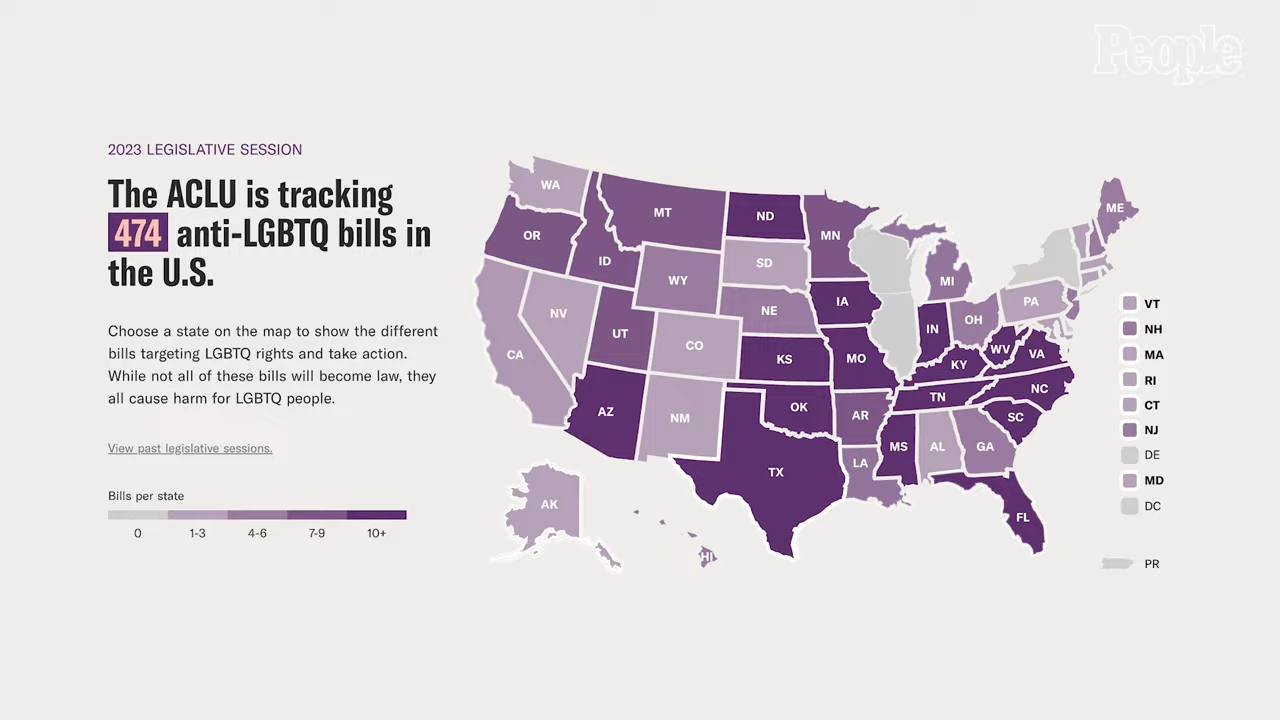 People
2023 LEGISLATIVE SESSION
The ACLU is tracking
474 anti-LGBTQ bills in
the U.S.
Choose a state on the map to show the different
bills targeting LGBTQ rights and take action.
While not all of these bills will become law, they
all cause harm for LGBTQ people.
View past legislative sessions.
Bills per state
0 1-3 4-6 7-9 10+
WA
MT
ND
ME
OR
MN
ID
SD
WY
MI
IA
PA
NV
NE
OH
UT
IN
CO
WV
CA
KS
MO
VA
KY
NC
TN
AZ
OK
NM
AR
SC
MS
AL
GA
LA
TX
AK
FL
HI
VT
NH
MA
RI
CT
NJ
DE
MD
DC
PR